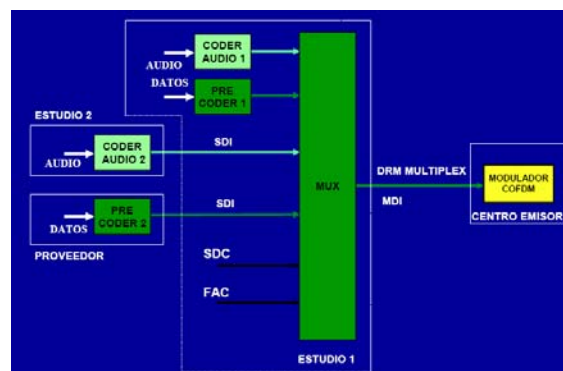 CODER
AUDIO 1
AUDIO
DATOS
PRE
CODER 1
ESTUDIO 2
CODER
AUDIO 2
AUDIO
SDI
DRM MULTIPLEX
MUX
MDI
MODULADOR
COFDM
CENTRO EMISOR
PRE
CODER 2
SDI
DATOS
PROVEEDOR
SDC
FAC
ESTUDIO 1